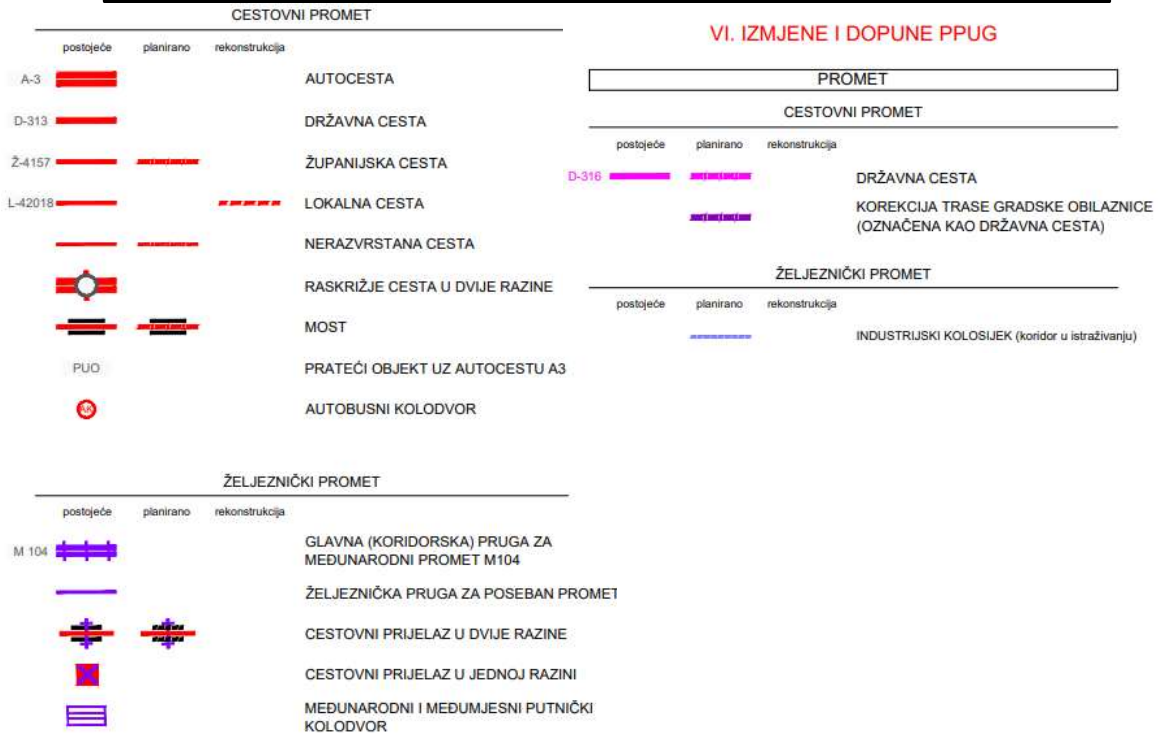 CESTOVNI PROMET
postojeće planirano rekonstrukcija
A-3 AUTOCESTA
D-313 DRŽAVNA CESTA
Ž-4157 ŽUPANIJSKA CESTA
L-42018 LOKALNA CESTA
NERAZVRSTANA CESTA
RASKRIŽJE CESTA U DVIJE RAZINE
MOST
PUO PRATEĆI OBJEKT UZ AUTOCESTU A3
AK AUTOBUSNI KOLODVOR
ŽELJEZNIČKI PROMET
postojeće planirano rekonstrukcija
M 104 GLAVNA (KORIDORSKA) PRUGA ZA
MEĐUNARODNI PROMET M104
ŽELJEZNIČKA PRUGA ZA POSEBAN PROMET
CESTOVNI PRIJELAZ U DVIJE RAZINE
CESTOVNI PRIJELAZ U JEDNOJ RAZINI
MEĐUNARODNI I MEĐUMJESNI PUTNIČKI
KOLODVOR
VI. IZMJENE I DOPUNE PPUG
PROMET
CESTOVNI PROMET
postojeće planirano rekonstrukcija
D-316 DRŽAVNA CESTA
KOREKCIJA TRASE GRADSKE OBILAZNICE
(OZNAČENA KAO DRŽAVNA CESTA)
ŽELJEZNIČKI PROMET
postojeće planirano rekonstrukcija
INDUSTRIJSKI KOLOSIJEK (koridor u istraživanju)